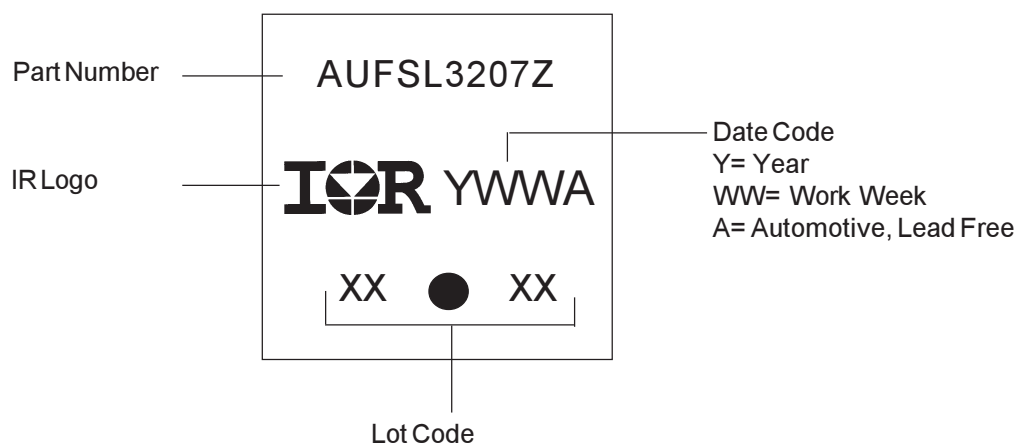 Part Number
AUFSL3207Z
IR Logo
IOR YWWA
Date Code
Y= Year
WW= Work Week
A= Automotive, Lead Free
XX XX
Lot Code